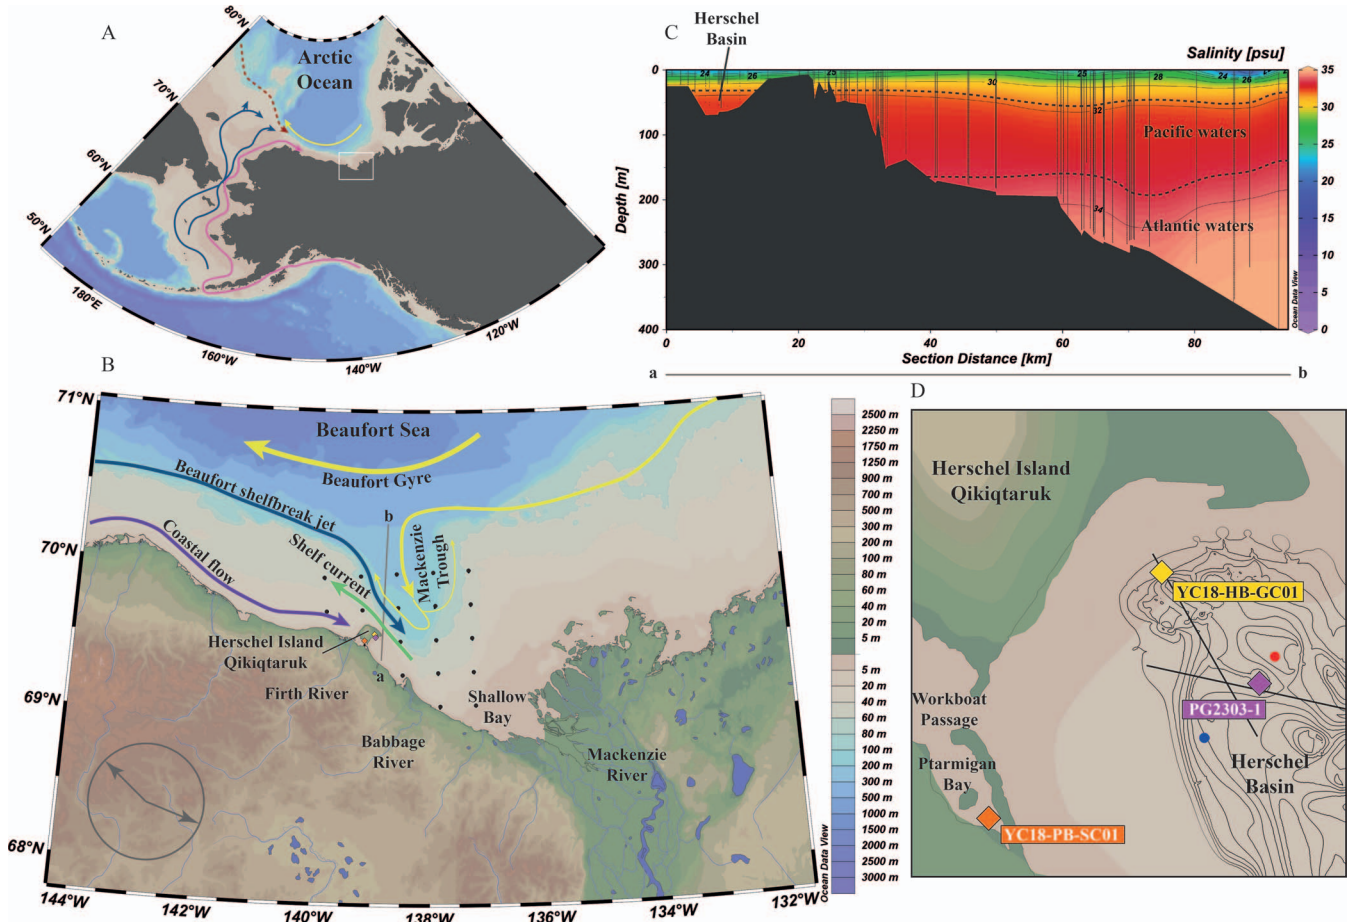 A
80°N
70°N
60°N
50°N
180°E
160°W
140°W
120°W
Arctic
Ocean
Herschel
Basin
C
Salinity [psu]
Depth [m]
0
100
200
300
400
24
26
25
30
25
28
24
26
32
34
Pacific waters
Atlantic waters
0
20
40
60
80
Section Distance [km]
a
b
35
30
25
20
15
10
5
0
Ocean Data View
B
71°N
70°N
69°N
68°N
144°W
142°W
140°W
138°W
136°W
134°W
132°W
Beaufort Sea
Beaufort Gyre
Beaufort shelfbreak jet
Coastal flow
Shelf current
b
Mackenzie
Trough
Herschel Island
Qikiqtaruk
a
Firth River
Babbage
River
Shallow
Bay
Mackenzie
River
2500 m
2250 m
1750 m
1250 m
900 m
700 m
500 m
300 m
200 m
100 m
80 m
60 m
40 m
20 m
5 m
5 m
20 m
40 m
60 m
80 m
100 m
200 m
300 m
500 m
1000 m
1500 m
2000 m
2500 m
3000 m
Ocean Data View
D
Herschel Island
Qikiqtaruk
YC18-HB-GC01
PG2303-1
Workboat
Passage
Ptarmigan
Bay
Herschel
Basin
YC18-PB-SC01